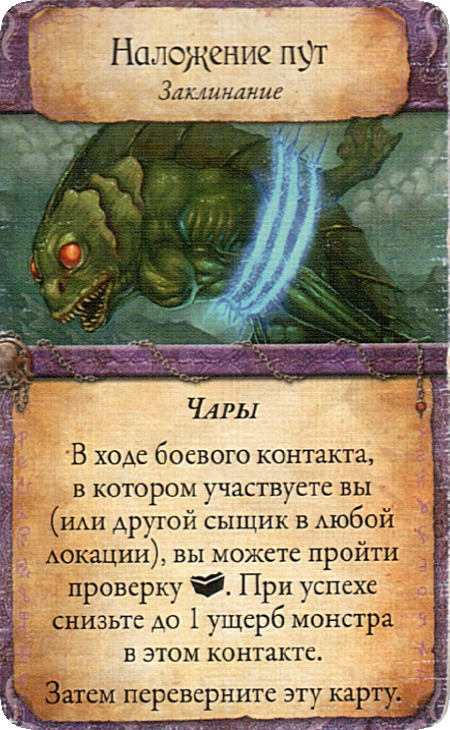 Наложение пут
Заклинание
Чары
В ходе боевого контакта,
в котором участвуете вы
(или другой сыщик в любой
локации), вы можете пройти
проверку . При успехе
снизьте до 1 ущерб монстра
в этом контакте.
Затем переверните эту карту.